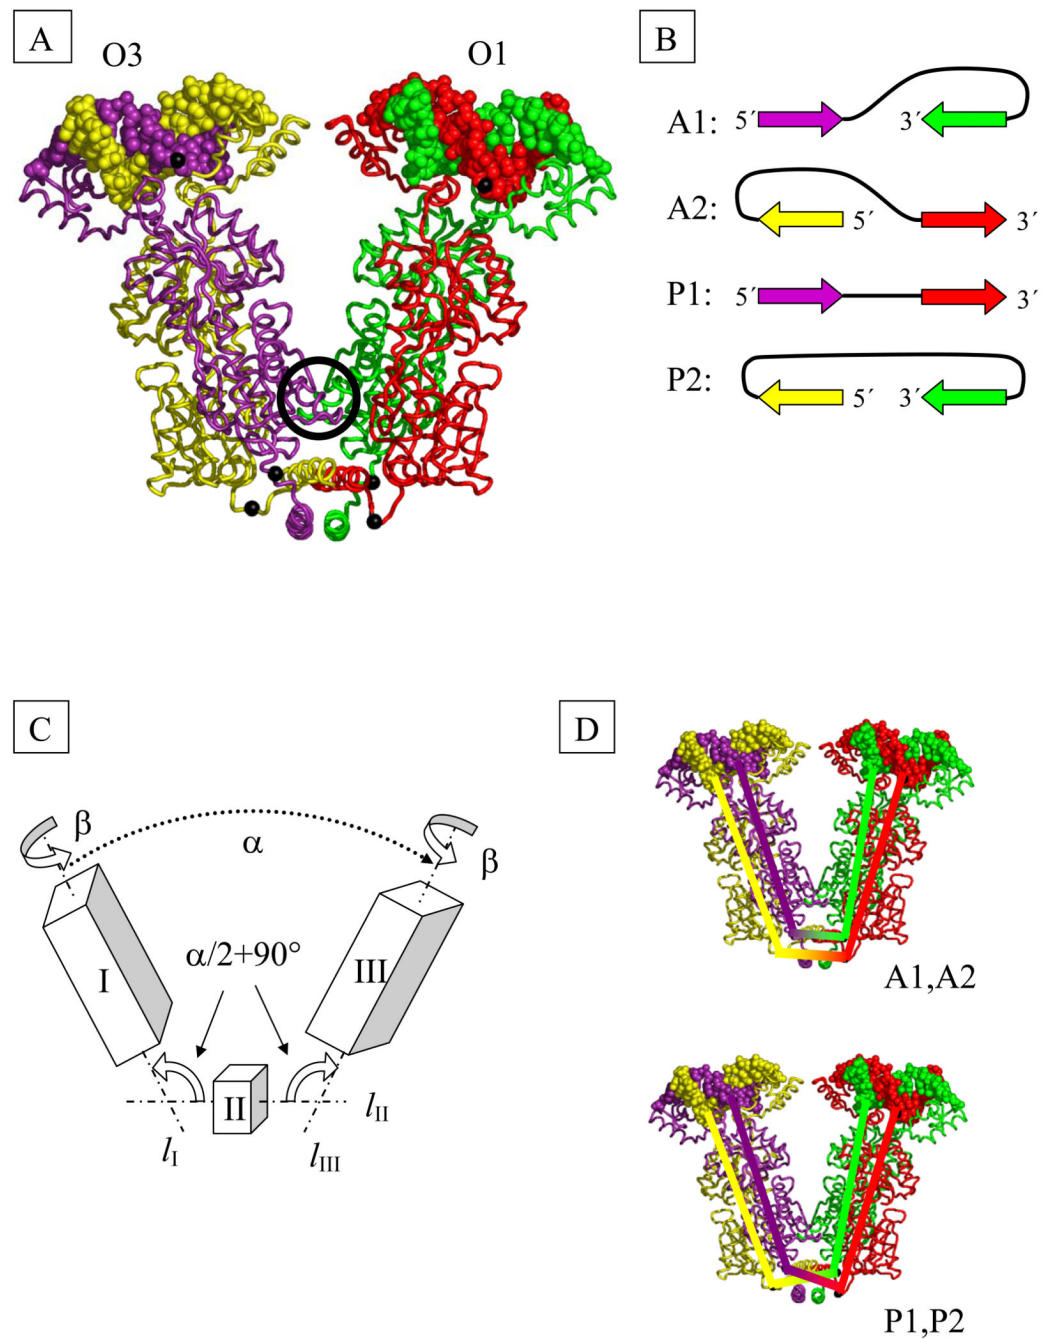 A
O3
O1
B
A1: 5´ 3´
A2: 5´ 3´
P1: 5´ 3´
P2: 5´ 3´
C
β
α
β
α/2+90°
I
II
III
lI
lII
lIII
D
A1,A2
P1,P2